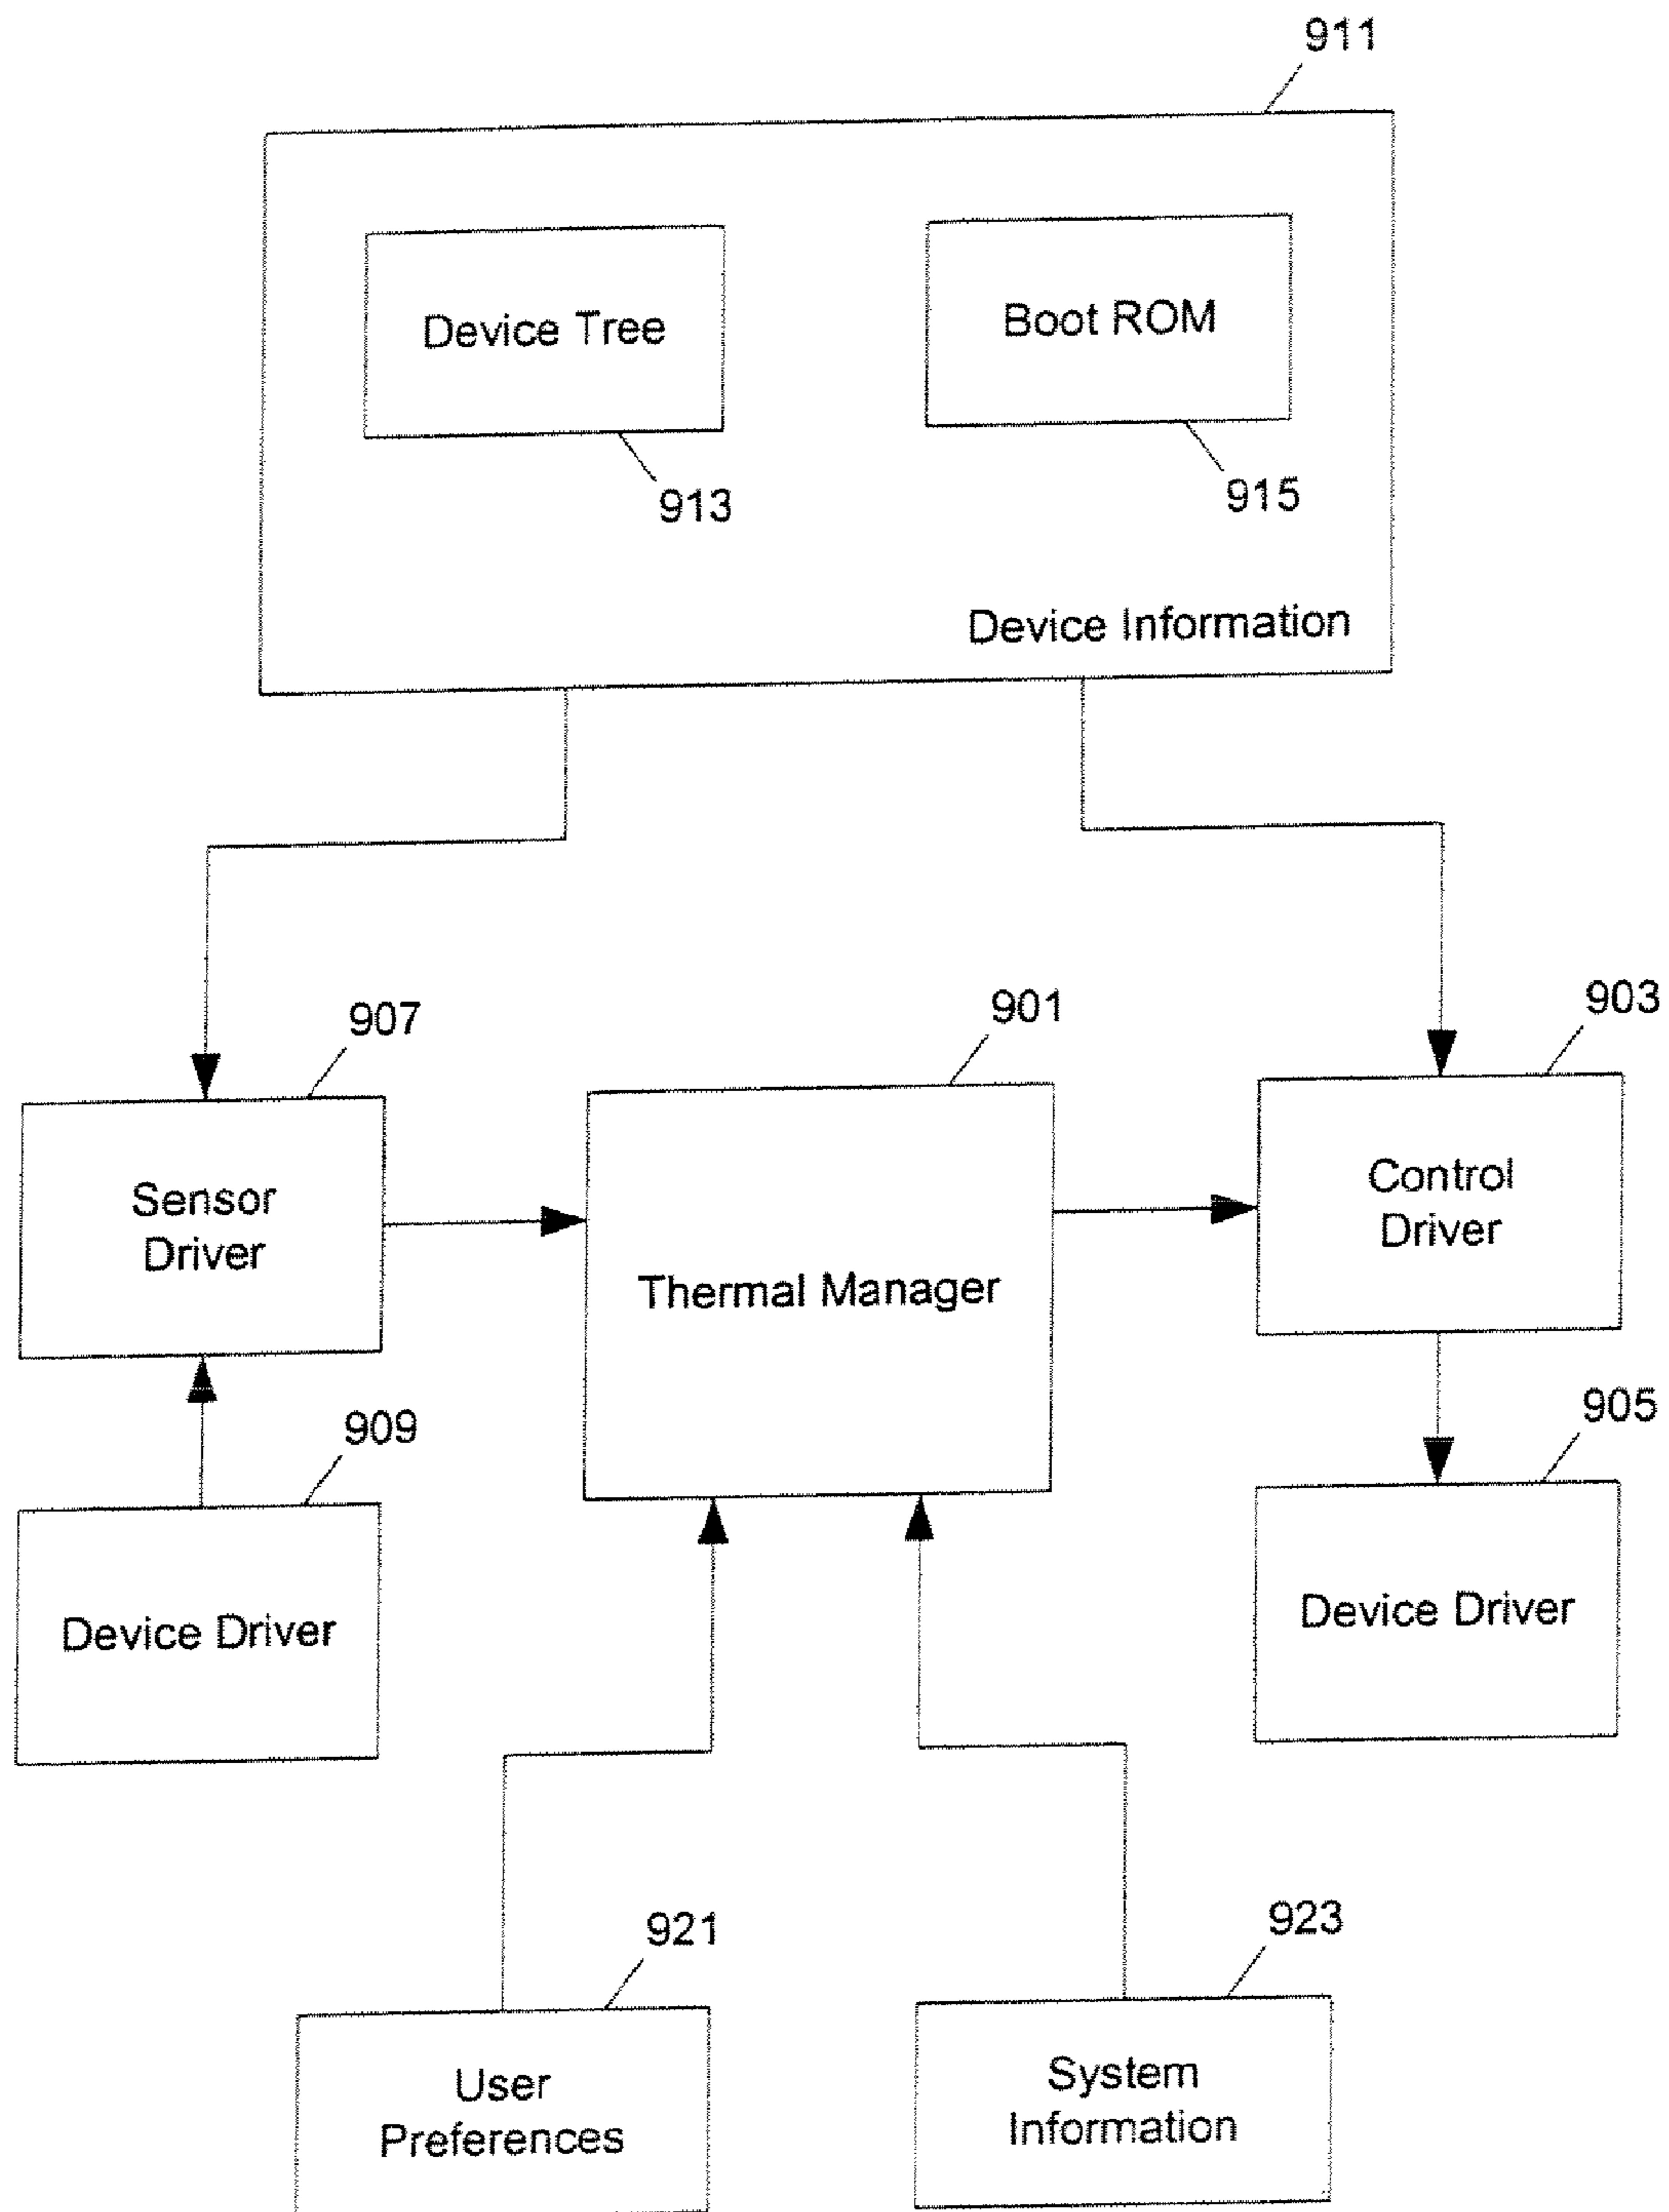 911
Device Tree
Boot ROM
913
915
Device Information
907
901
903
Sensor
Driver
Thermal Manager
Control
Driver
909
905
Device Driver
Device Driver
921
923
User
Preferences
System
Information